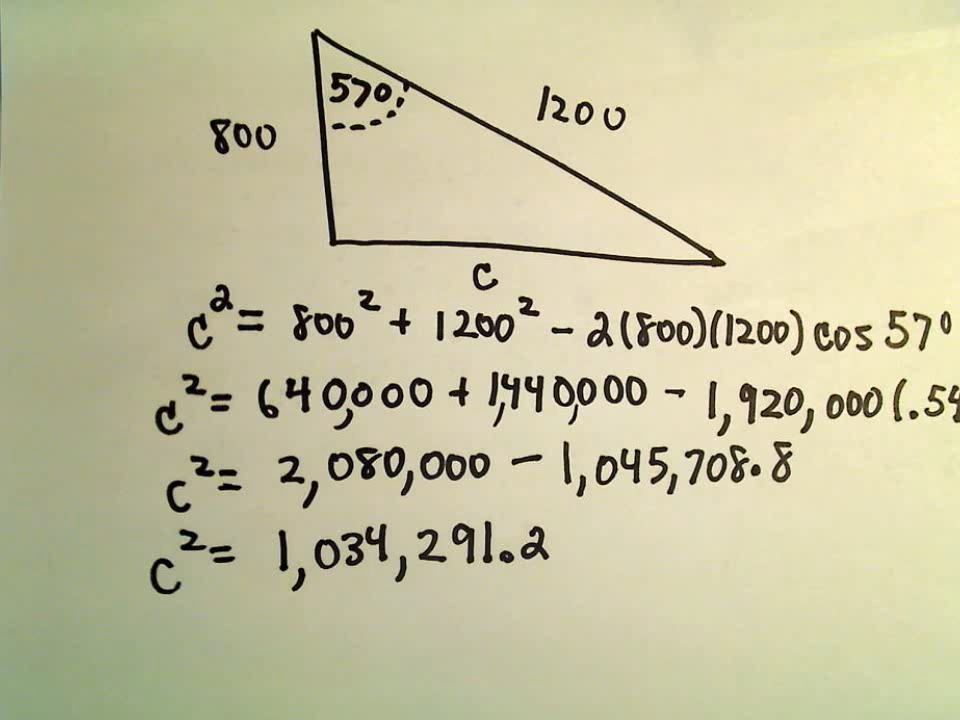 57°
800
1200
c
c² = 800² + 1200² - 2(800)(1200) cos 57°
c² = 640,000 + 1,440,000 - 1,920,000(.54
c² = 2,080,000 - 1,045,708.8
c² = 1,034,291.2